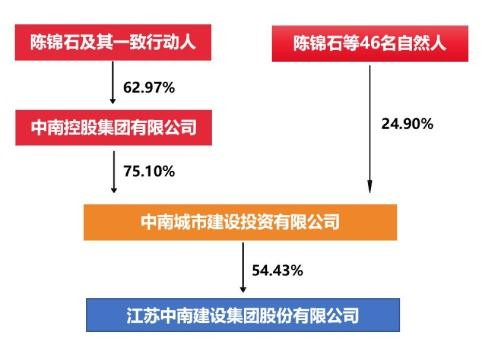 陈锦石及其一致行动人
陈锦石等46名自然人
62.97%
中南控股集团有限公司
24.90%
75.10%
中南城市建设投资有限公司
54.43%
江苏中南建设集团股份有限公司